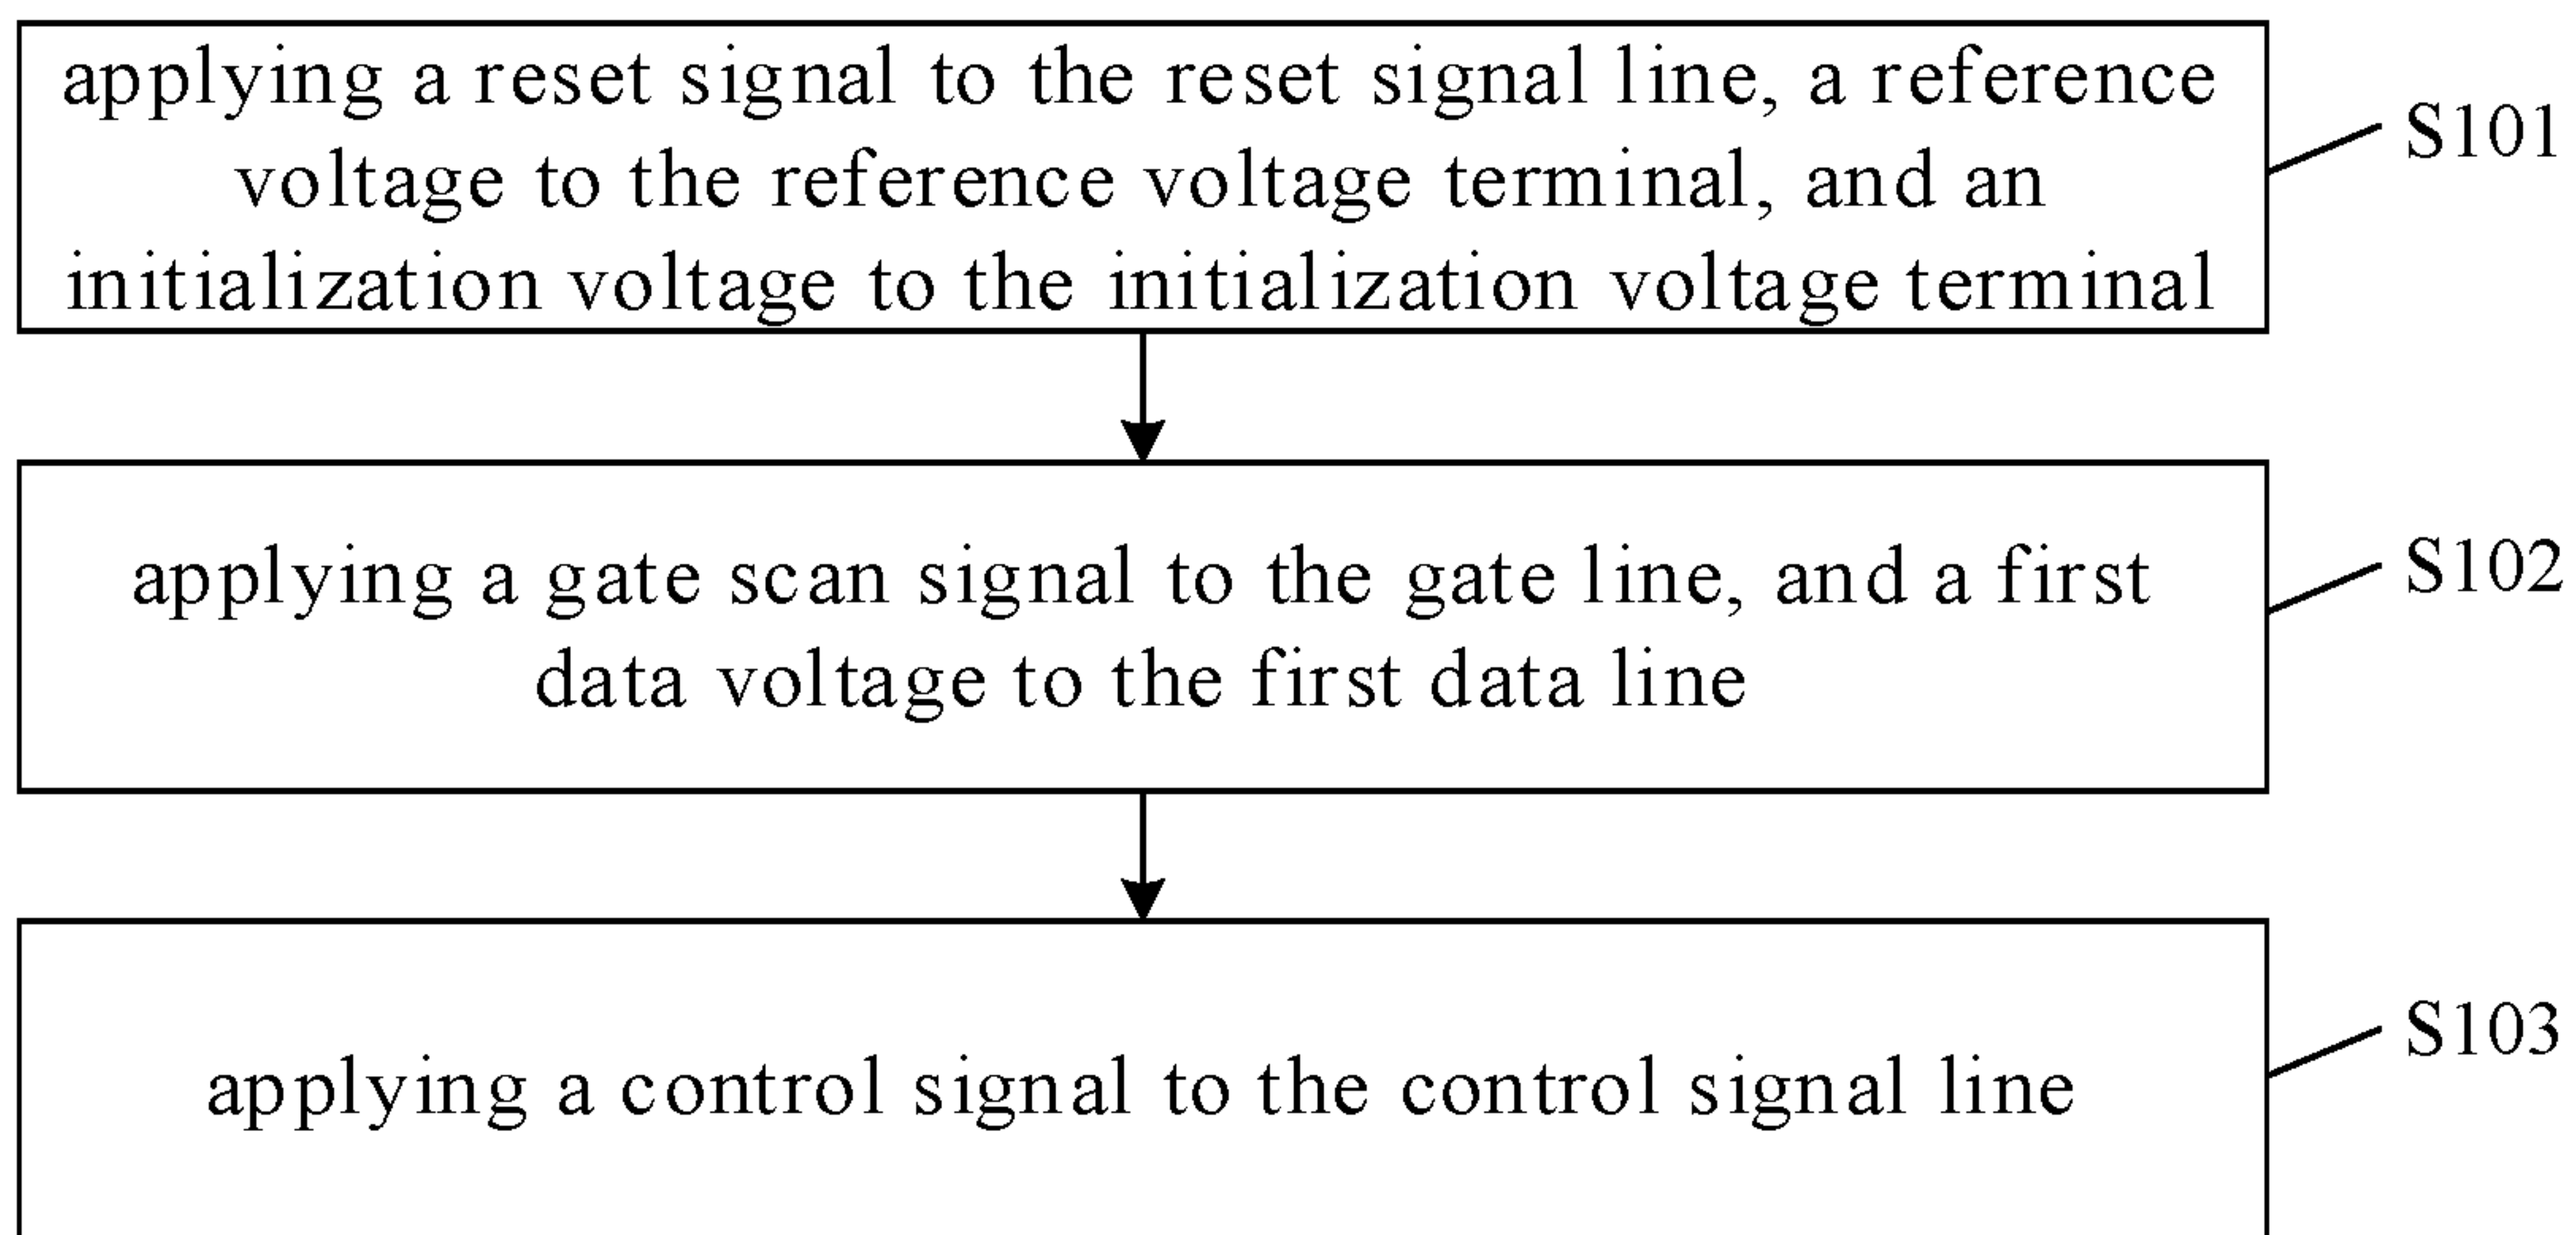 applying a reset signal to the reset signal line, a reference
voltage to the reference voltage terminal, and an
initialization voltage to the initialization voltage terminal
S101
applying a gate scan signal to the gate line, and a first
data voltage to the first data line
S102
applying a control signal to the control signal line
S103